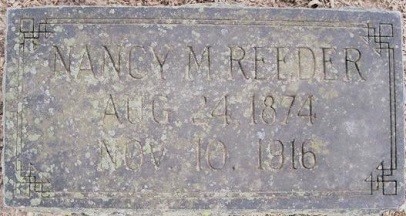 NANCY M. REEDER
AUG. 24, 1874
NOV. 10, 1916